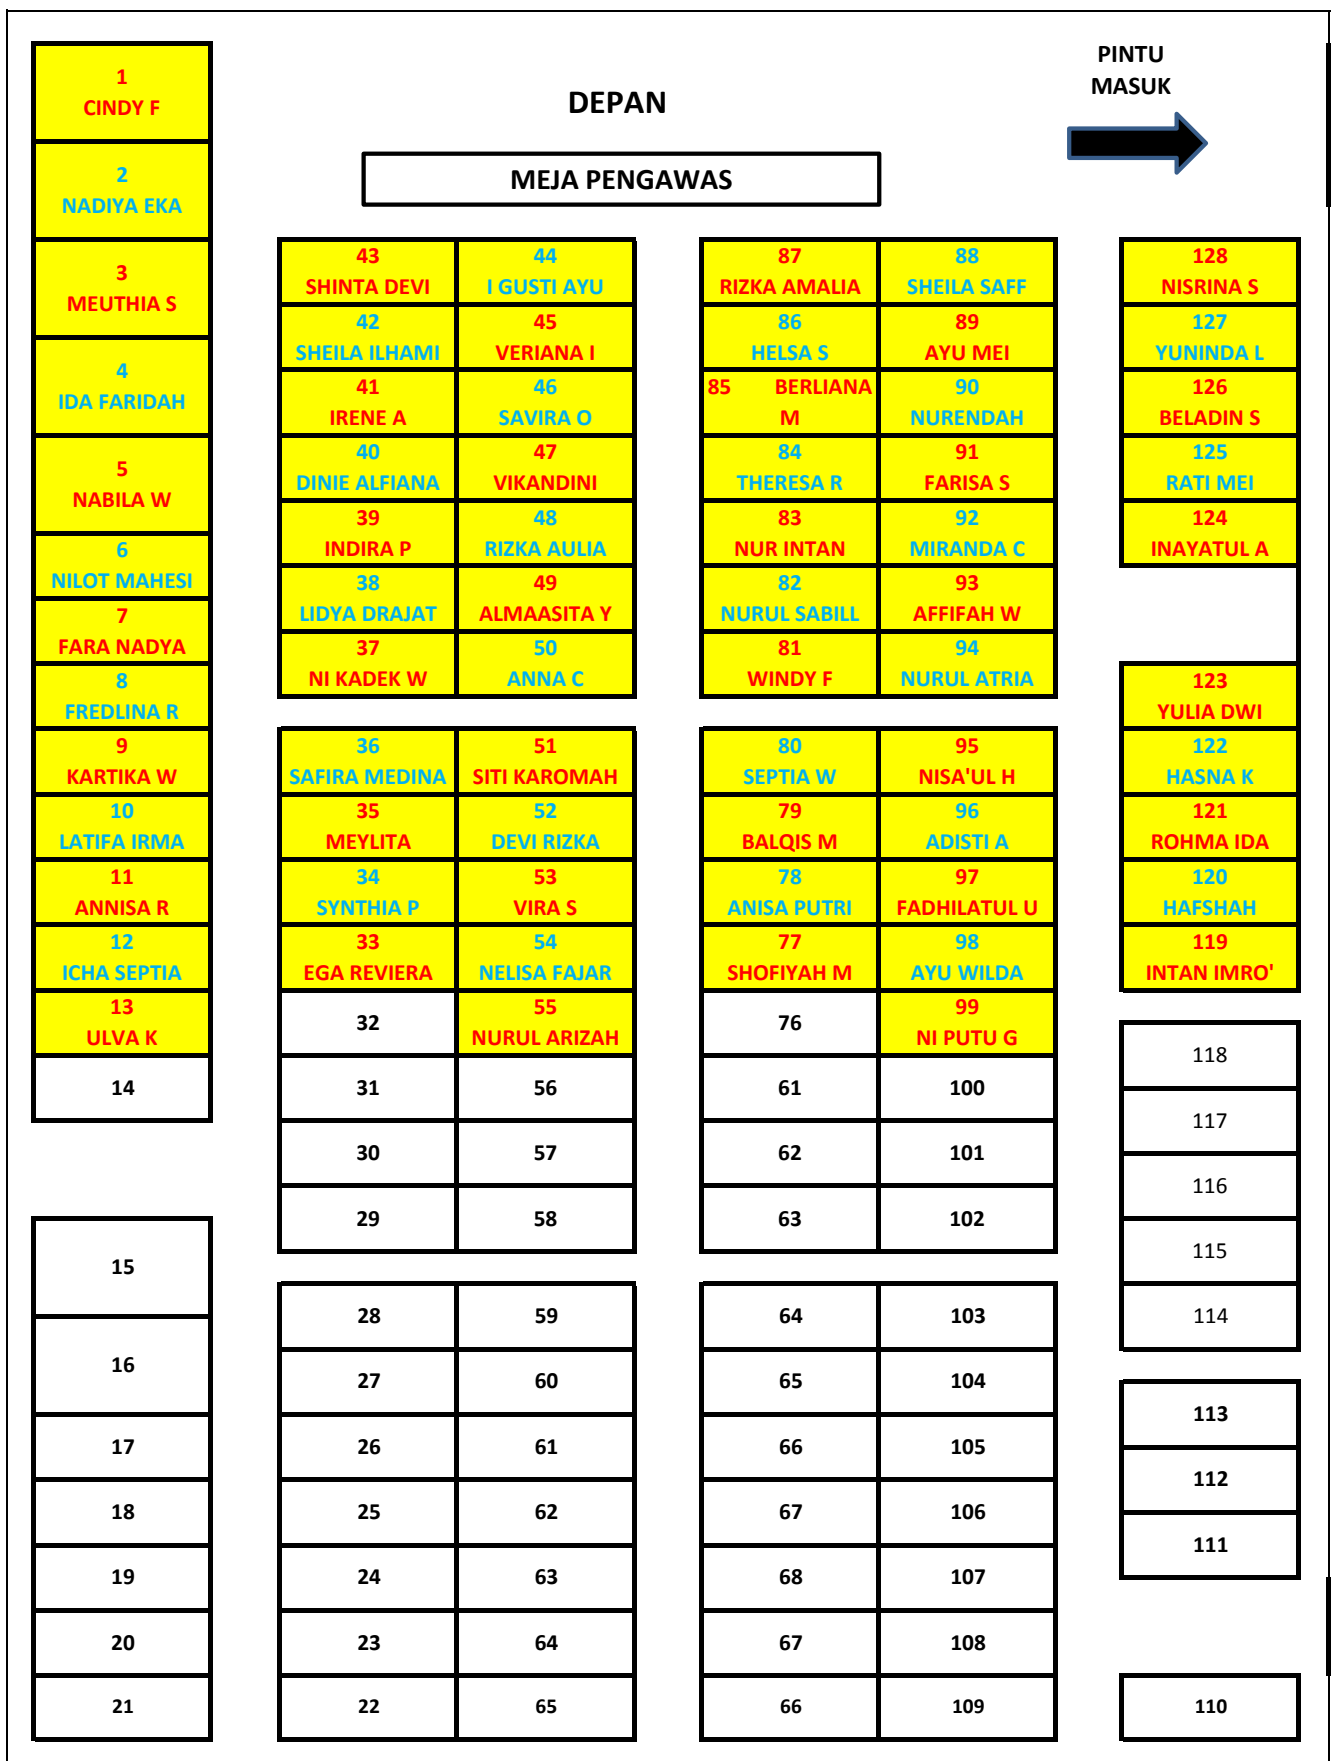 PINTU
MASUK
DEPAN
MEJA PENGAWAS
1
CINDY F
2
NADIYA EKA
3
MEUTHIA S
4
IDA FARIDAH
5
NABILA W
6
NILOT MAHESI
7
FARA NADYA
8
FREDLINA R
9
KARTIKA W
10
LATIFA IRMA
11
ANNISA R
12
ICHA SEPTIA
13
ULVA K
14
15
16
17
18
19
20
21
43
SHINTA DEVI
42
SHEILA ILHAMI
41
IRENE A
40
DINIE ALFIANA
39
INDIRA P
38
LIDYA DRAJAT
37
NI KADEK W
36
SAFIRA MEDINA
35
MEYLITA
34
SYNTHIA P
33
EGA REVIERA
32
31
30
29
28
27
26
25
24
23
22
44
I GUSTI AYU
45
VERIANA I
46
SAVIRA O
47
VIKANDINI
48
RIZKA AULIA
49
ALMAASITA Y
50
ANNA C
51
SITI KAROMAH
52
DEVI RIZKA
53
VIRA S
54
NELISA FAJAR
55
NURUL ARIZAH
56
57
58
59
60
61
62
63
64
65
87
RIZKA AMALIA
86
HELSA S
85 BERLIANA
M
84
THERESA R
83
NUR INTAN
82
NURUL SABILL
81
WINDY F
80
SEPTIA W
79
BALQIS M
78
ANISA PUTRI
77
SHOFIYAH M
76
61
62
63
64
65
66
67
68
67
66
88
SHEILA SAFF
89
AYU MEI
90
NURENDAH
91
FARISA S
92
MIRANDA C
93
AFFIFAH W
94
NURUL ATRIA
95
NISA'UL H
96
ADISTI A
97
FADHILATUL U
98
AYU WILDA
99
NI PUTU G
100
101
102
103
104
105
106
107
108
109
128
NISRINA S
127
YUNINDA L
126
BELADIN S
125
RATI MEI
124
INAYATUL A
123
YULIA DWI
122
HASNA K
121
ROHMA IDA
120
HAFSHAH
119
INTAN IMRO'
118
117
116
115
114
113
112
111
110